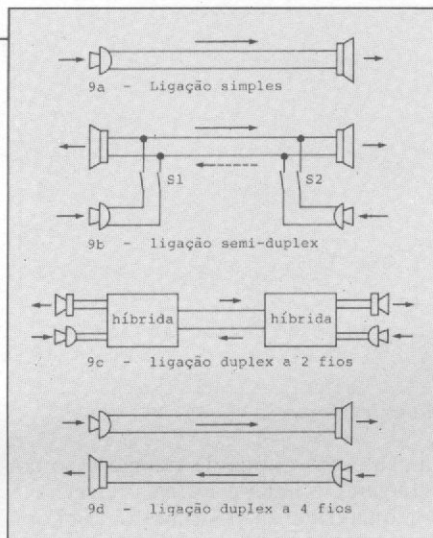 9a - Ligação simples
S1
S2
9b - ligação semi-duplex
híbrida
híbrida
9c - ligação duplex a 2 fios
9d - ligação duplex a 4 fios